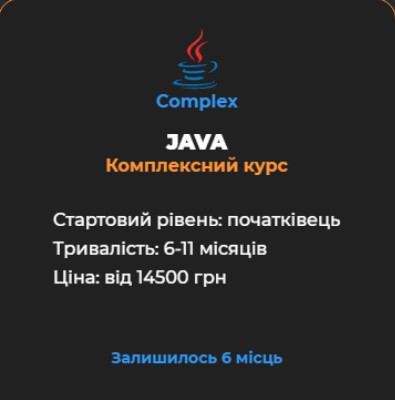 Complex
JAVA
Комплексний курс
Стартовий рівень: початківець
Тривалість: 6-11 місяців
Ціна: від 14500 грн
Залишилось 6 місць